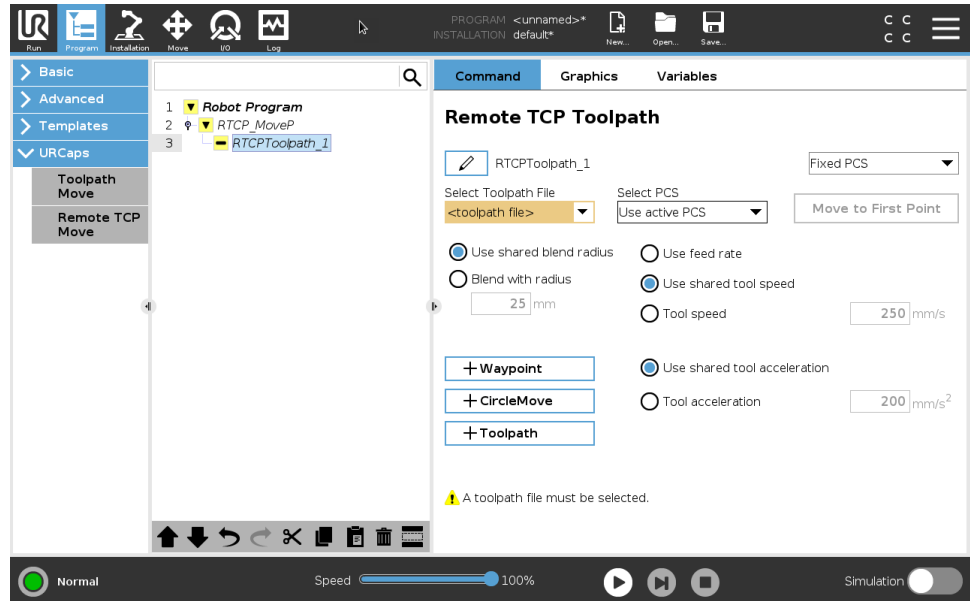 PROGRAM <unnamed>*
INSTALLATION default*
C C
C C
Run Program Installation Move I/O Log New... Open... Save...
Basic
Advanced
Templates
URCaps
Toolpath
Move
Remote TCP
Move
1 Robot Program
2 RTCP_MoveP
3 RTCPToolpath_1
Command Graphics Variables
Remote TCP Toolpath
RTCPToolpath_1 Fixed PCS
Select Toolpath File Select PCS
<toolpath file> Use active PCS Move to First Point
Use shared blend radius Use feed rate
Blend with radius Use shared tool speed
25 mm Tool speed 250 mm/s
+ Waypoint Use shared tool acceleration
+ CircleMove Tool acceleration 200 mm/s²
+ Toolpath
A toolpath file must be selected.
Normal Speed 100% Simulation